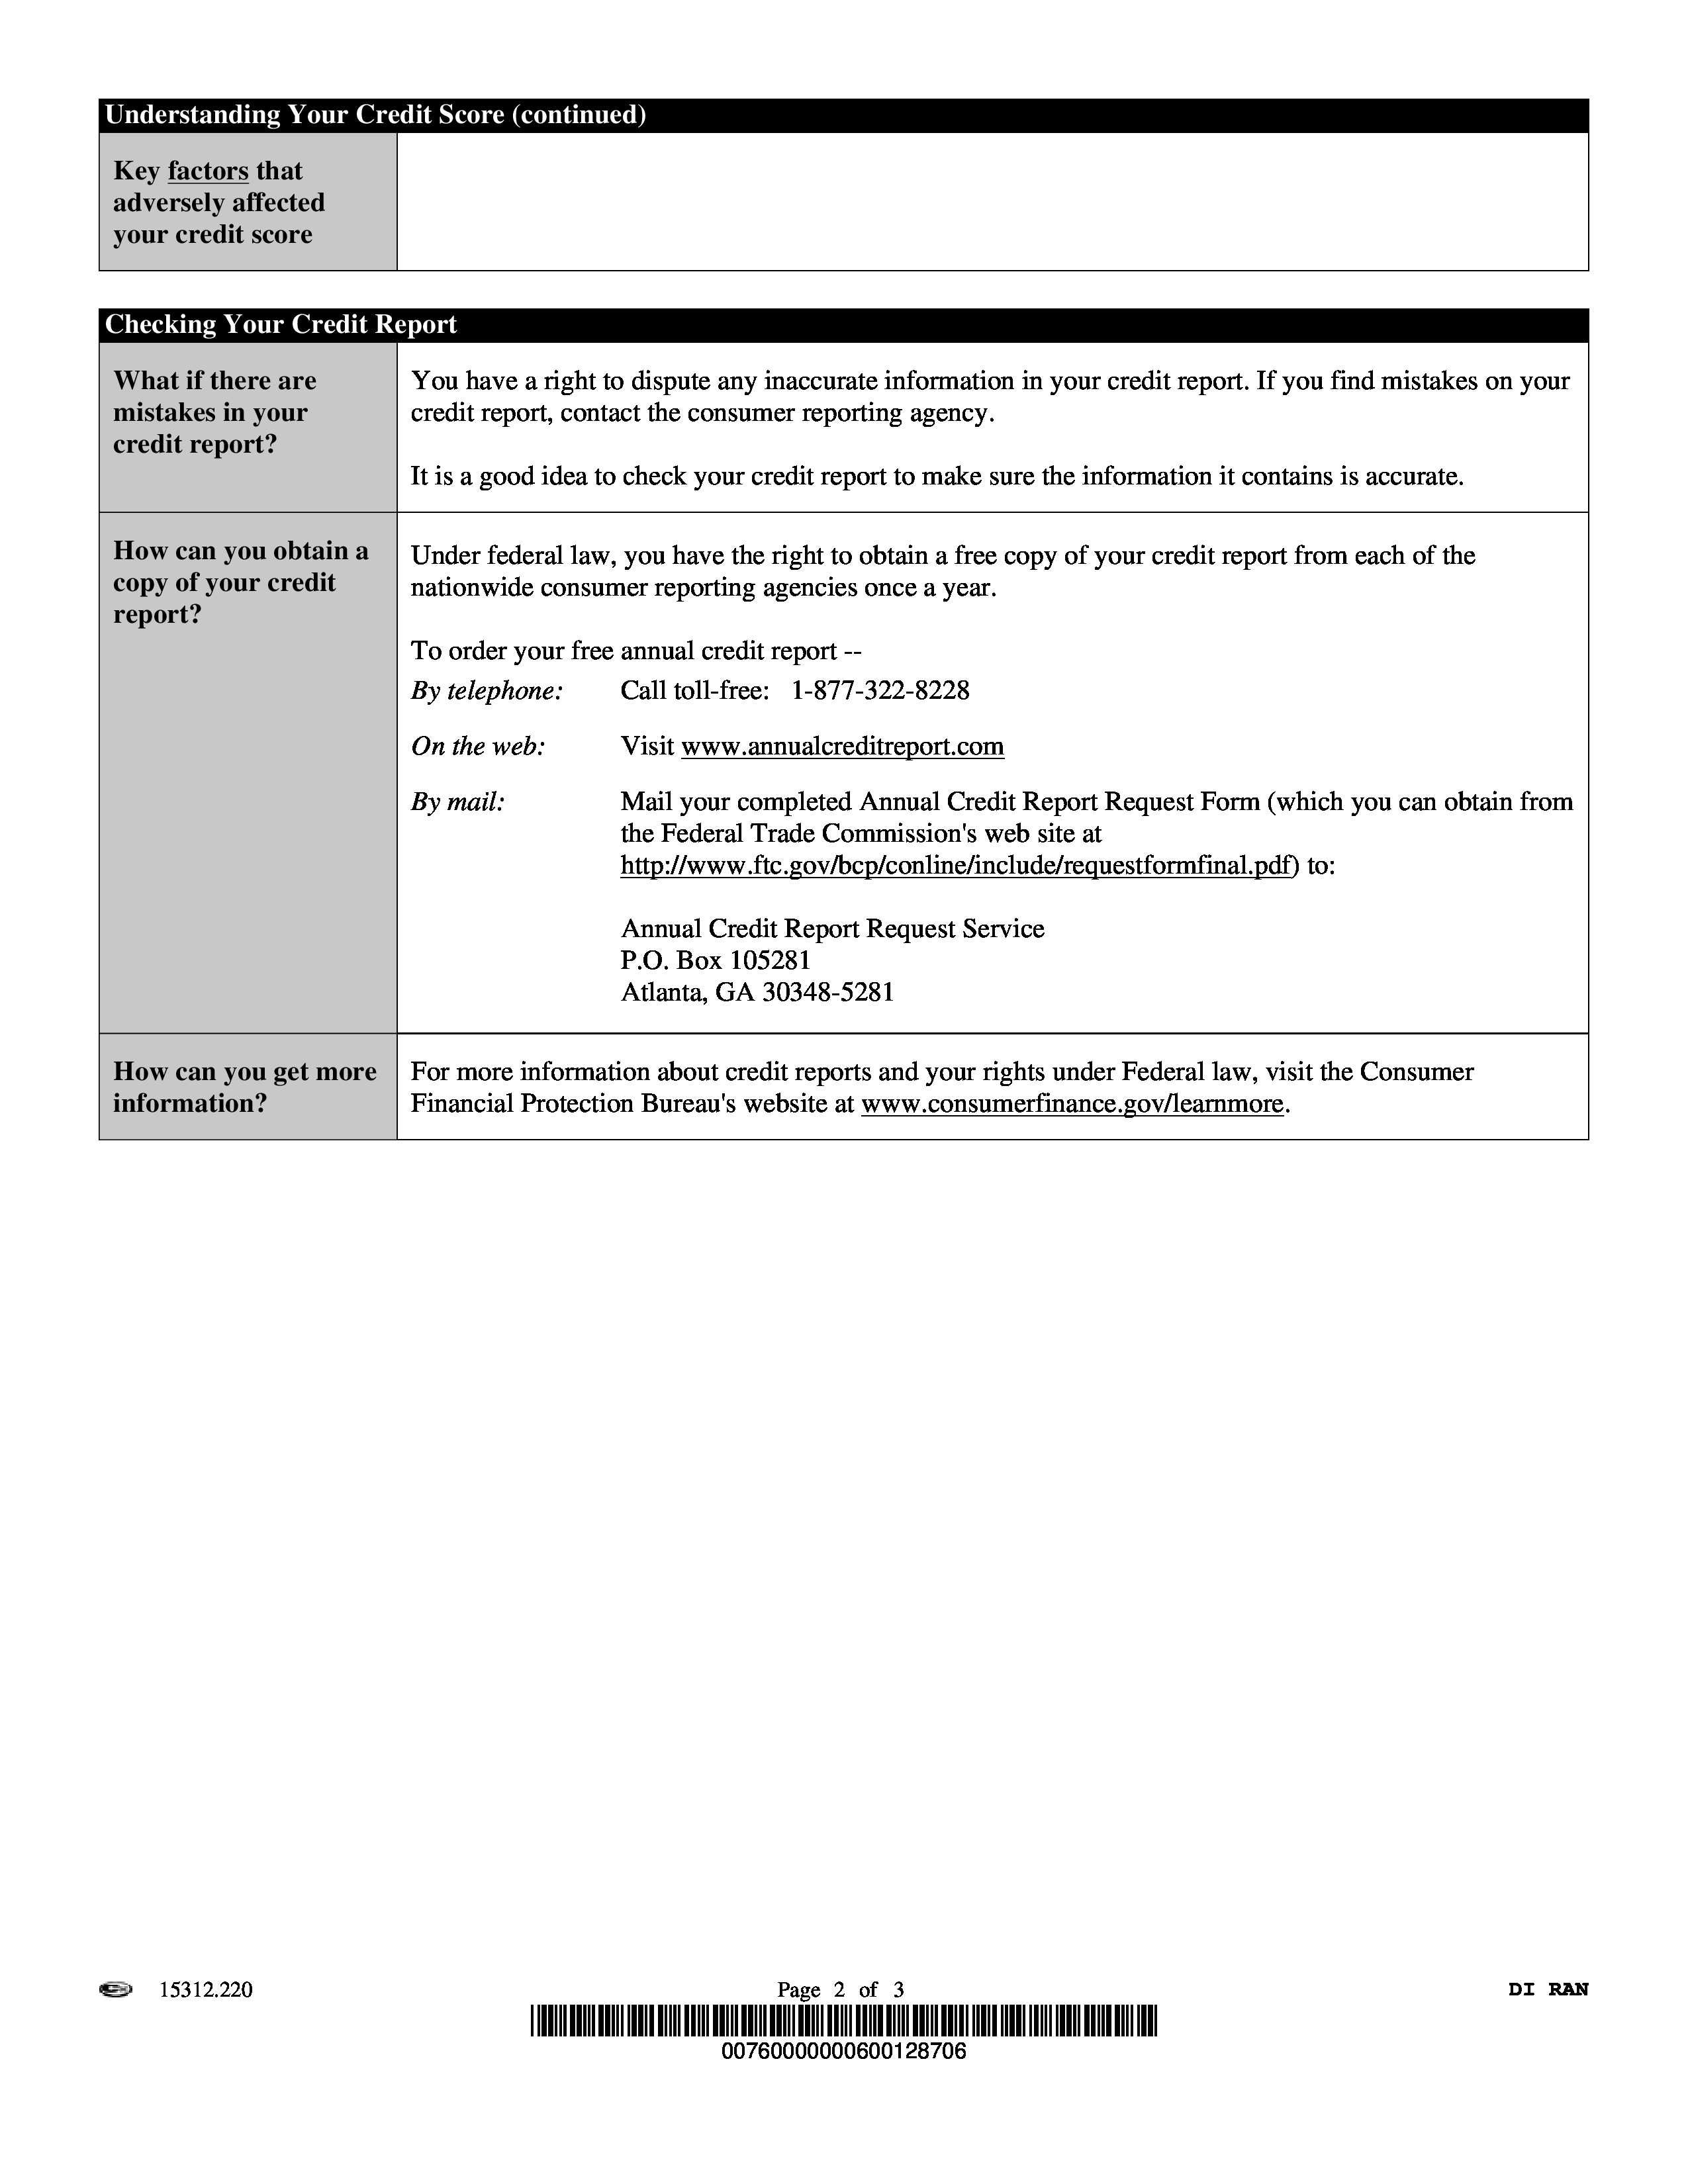 Understanding Your Credit Score (continued)
Key factors that
adversely affected
your credit score
Checking Your Credit Report
What if there are
mistakes in your
credit report?
You have a right to dispute any inaccurate information in your credit report. If you find mistakes on your
credit report, contact the consumer reporting agency.
It is a good idea to check your credit report to make sure the information it contains is accurate.
How can you obtain a
copy of your credit
report?
Under federal law, you have the right to obtain a free copy of your credit report from each of the
nationwide consumer reporting agencies once a year.
To order your free annual credit report --
By telephone: Call toll-free: 1-877-322-8228
On the web: Visit www.annualcreditreport.com
By mail: Mail your completed Annual Credit Report Request Form (which you can obtain from
the Federal Trade Commission's web site at
http://www.ftc.gov/bcp/conline/include/requestformfinal.pdf) to:
Annual Credit Report Request Service
P.O. Box 105281
Atlanta, GA 30348-5281
How can you get more
information?
For more information about credit reports and your rights under Federal law, visit the Consumer
Financial Protection Bureau's website at www.consumerfinance.gov/learnmore.
15312.220 Page 2 of 3 DI RAN
00760000000600128706